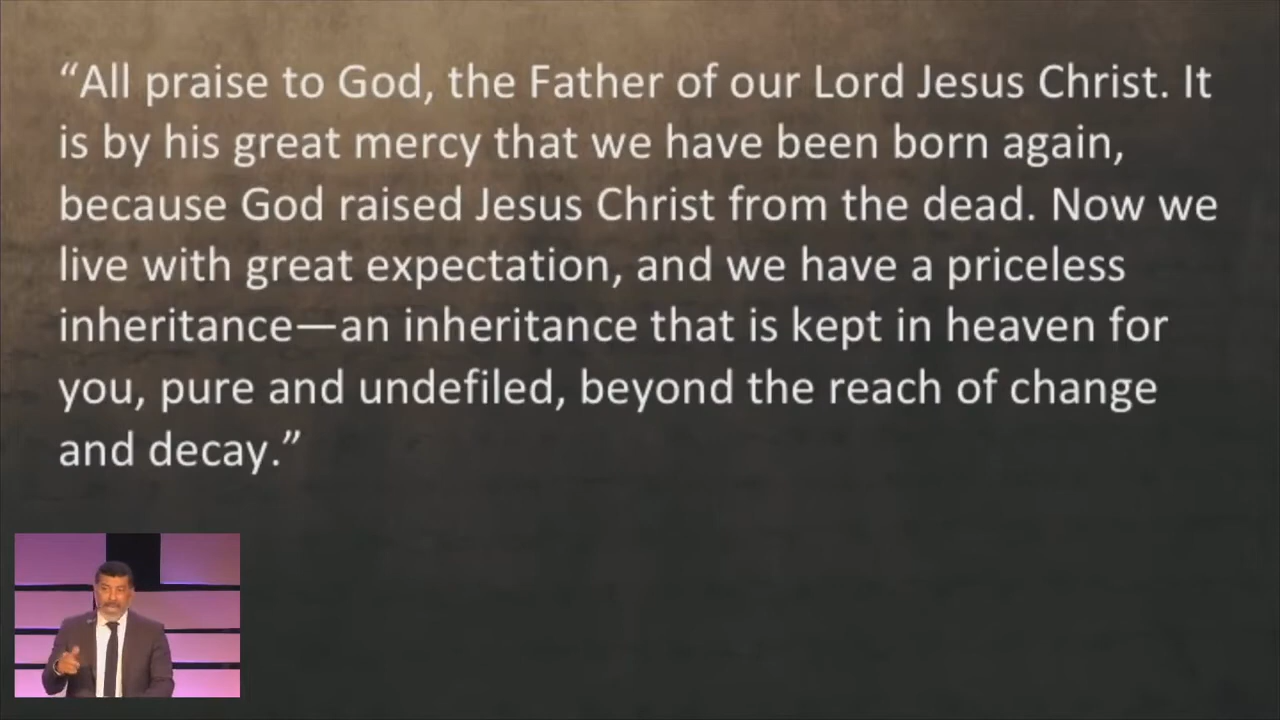 “All praise to God, the Father of our Lord Jesus Christ. It
is by his great mercy that we have been born again,
because God raised Jesus Christ from the dead. Now we
live with great expectation, and we have a priceless
inheritance—an inheritance that is kept in heaven for
you, pure and undefiled, beyond the reach of change
and decay.”